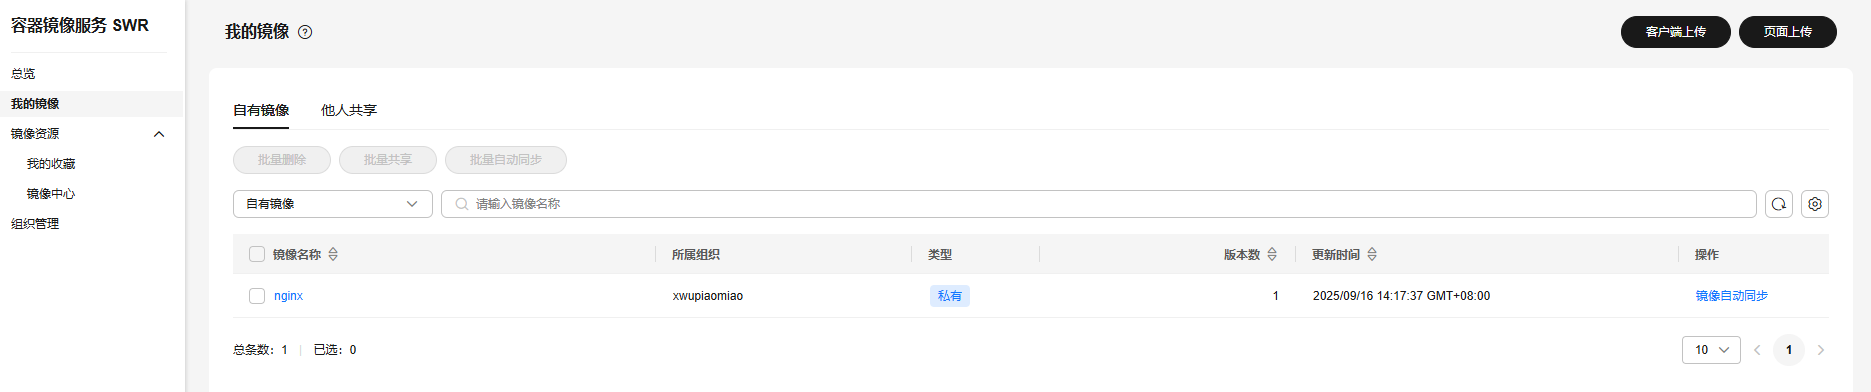 容器镜像服务 SWR
总览
我的镜像
镜像资源
我的收藏
镜像中心
组织管理
我的镜像
客户端上传 页面上传
自有镜像 他人共享
批量删除 批量共享 批量自动同步
自有镜像 请输入镜像名称
镜像名称 所属组织 类型 版本数 更新时间 操作
nginx xwupiaomiao 私有 1 2025/09/16 14:17:37 GMT+08:00 镜像自动同步
总条数：1 已选：0 10 1